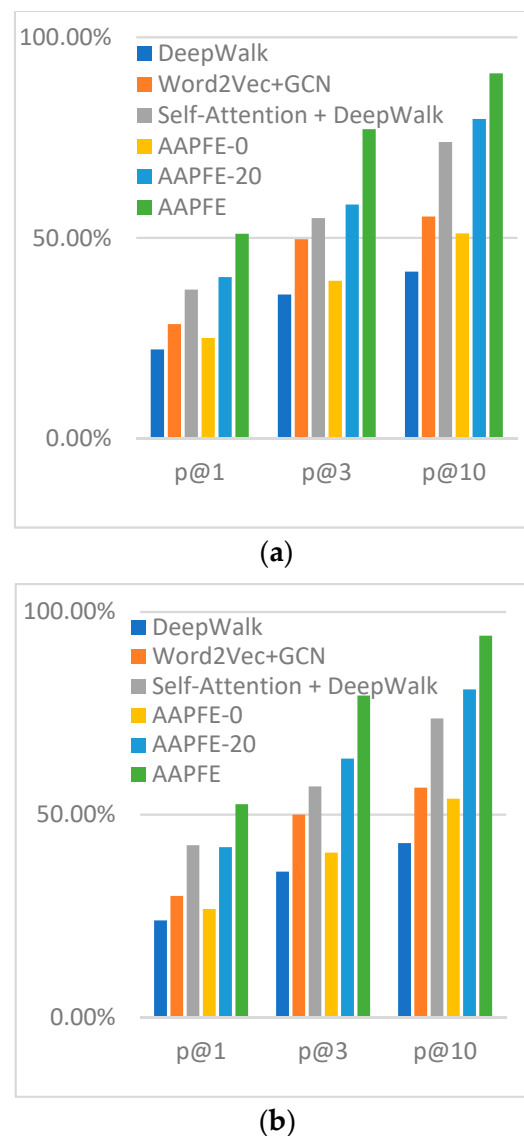 100.00%
DeepWalk
Word2Vec+GCN
Self-Attention + DeepWalk
AAPFE-0
AAPFE-20
AAPFE
50.00%
0.00%
p@1 p@3 p@10
(a)
100.00%
DeepWalk
Word2Vec+GCN
Self-Attention + DeepWalk
AAPFE-0
AAPFE-20
AAPFE
50.00%
0.00%
p@1 p@3 p@10
(b)